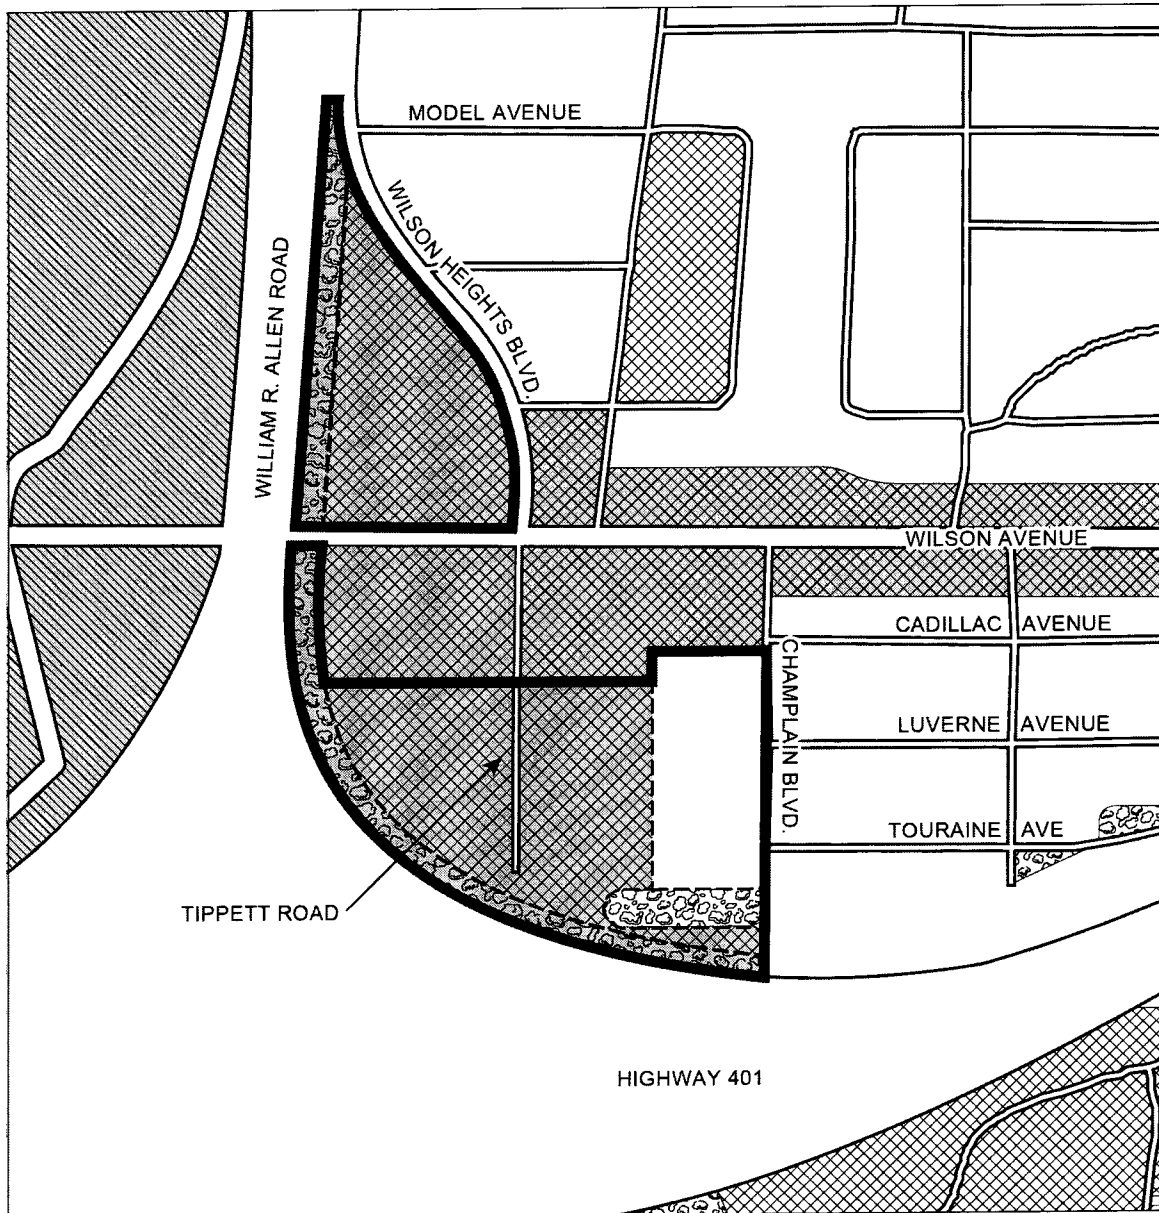 MODEL AVENUE
WILSON HEIGHTS BLVD.
WILLIAM R. ALLEN ROAD
WILSON AVENUE
CADILLAC AVENUE
CHAMPLAIN BLVD.
LUVERNE AVENUE
TOURAINE AVE
TIPPETT ROAD
HIGHWAY 401